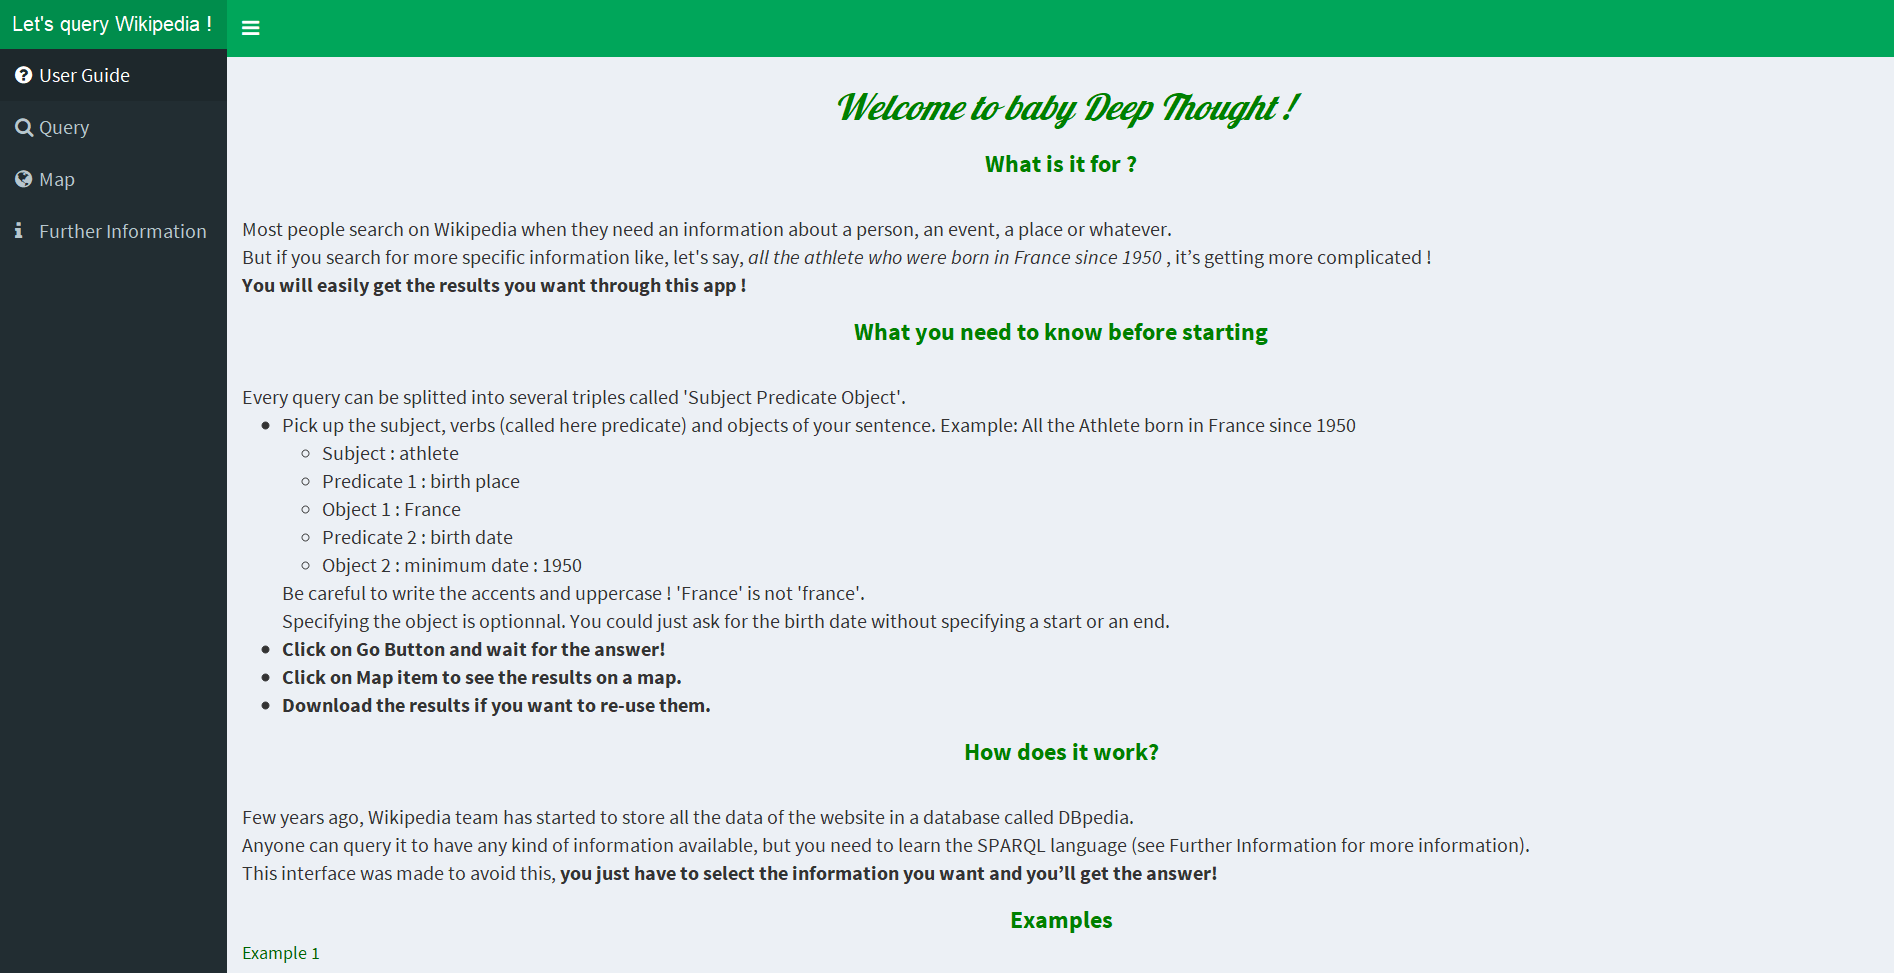 Let's query Wikipedia !
User Guide
Query
Map
Further Information
Welcome to baby Deep Thought !
What is it for ?
Most people search on Wikipedia when they need an information about a person, an event, a place or whatever.
But if you search for more specific information like, let's say, all the athlete who were born in France since 1950 , it’s getting more complicated !
You will easily get the results you want through this app !
What you need to know before starting
Every query can be splitted into several triples called 'Subject Predicate Object'.
Pick up the subject, verbs (called here predicate) and objects of your sentence. Example: All the Athlete born in France since 1950
Subject : athlete
Predicate 1 : birth place
Object 1 : France
Predicate 2 : birth date
Object 2 : minimum date : 1950
Be careful to write the accents and uppercase ! 'France' is not 'france'.
Specifying the object is optionnal. You could just ask for the birth date without specifying a start or an end.
Click on Go Button and wait for the answer!
Click on Map item to see the results on a map.
Download the results if you want to re-use them.
How does it work?
Few years ago, Wikipedia team has started to store all the data of the website in a database called DBpedia.
Anyone can query it to have any kind of information available, but you need to learn the SPARQL language (see Further Information for more information).
This interface was made to avoid this, you just have to select the information you want and you’ll get the answer!
Examples
Example 1